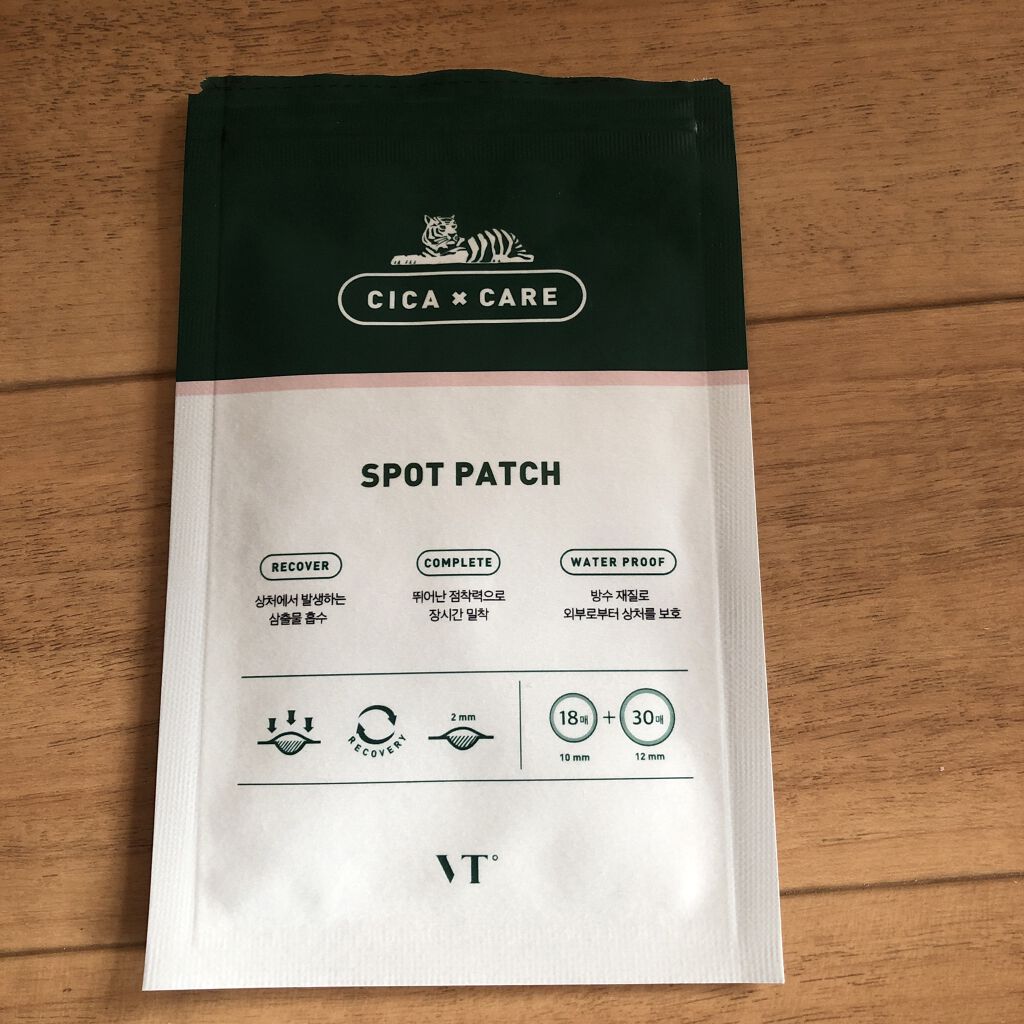 CICA × CARE
SPOT PATCH
RECOVER
상처에서 발생하는
삼출물 흡수
COMPLETE
뛰어난 점착력으로
장시간 밀착
WATER PROOF
방수 재질로
외부로부터 상처를 보호
RECOVERY
2 mm
18매 + 30매
10 mm 12 mm
VT°